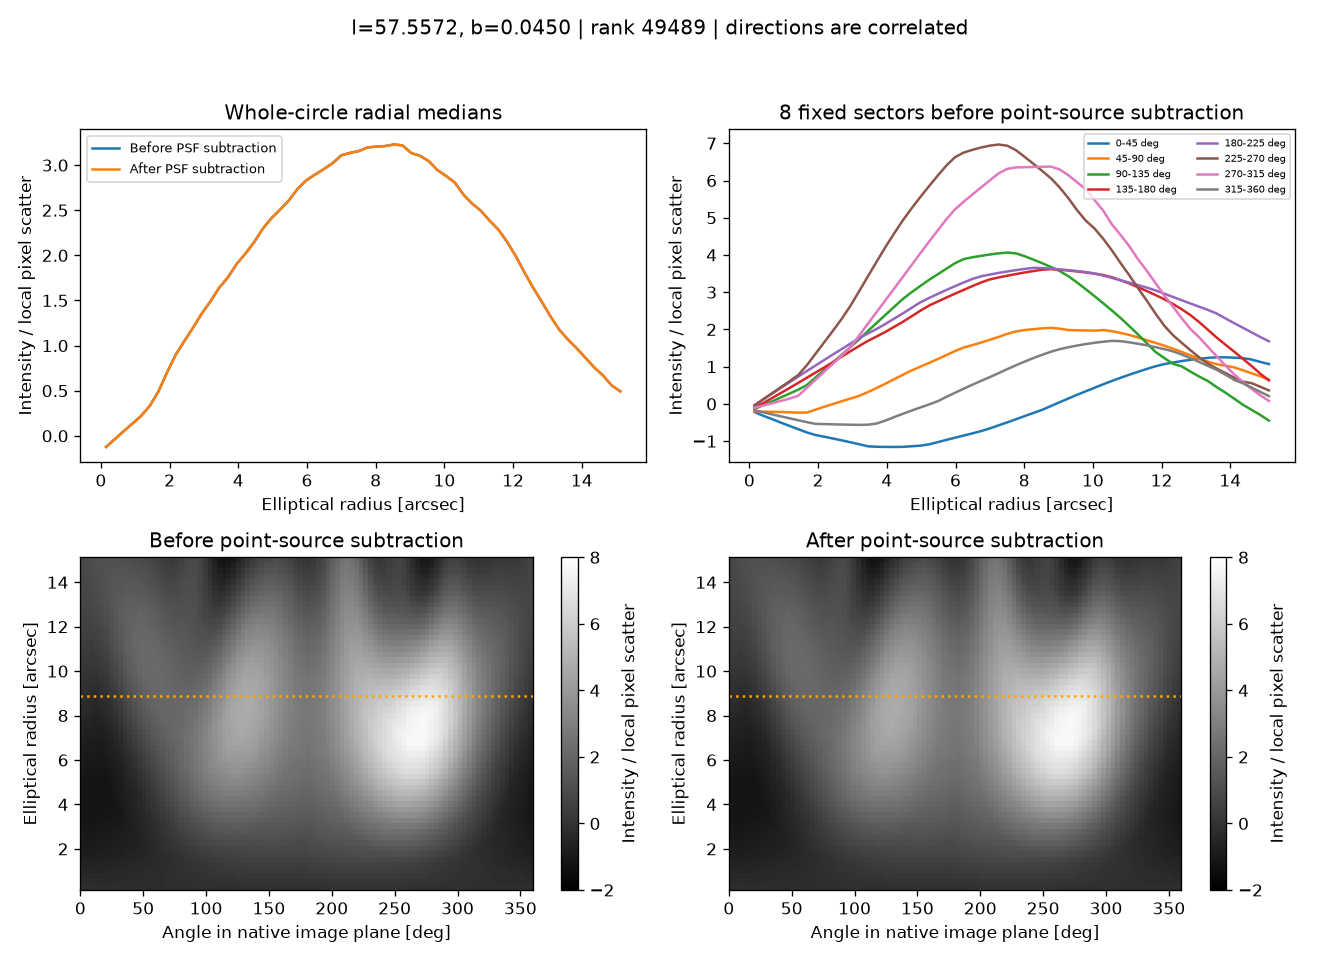 l=57.5572, b=0.0450 | rank 49489 | directions are correlated
Whole-circle radial medians
Before PSF subtraction
After PSF subtraction
Intensity / local pixel scatter
3.0
2.5
2.0
1.5
1.0
0.5
0.0
0 2 4 6 8 10 12 14
Elliptical radius [arcsec]
8 fixed sectors before point-source subtraction
0-45 deg
45-90 deg
90-135 deg
135-180 deg
180-225 deg
225-270 deg
270-315 deg
315-360 deg
Intensity / local pixel scatter
7
6
5
4
3
2
1
0
−1
0 2 4 6 8 10 12 14
Elliptical radius [arcsec]
Before point-source subtraction
Elliptical radius [arcsec]
14
12
10
8
6
4
2
0 50 100 150 200 250 300 350
Angle in native image plane [deg]
8
6
4
2
0
−2
Intensity / local pixel scatter
After point-source subtraction
Elliptical radius [arcsec]
14
12
10
8
6
4
2
0 50 100 150 200 250 300 350
Angle in native image plane [deg]
8
6
4
2
0
−2
Intensity / local pixel scatter